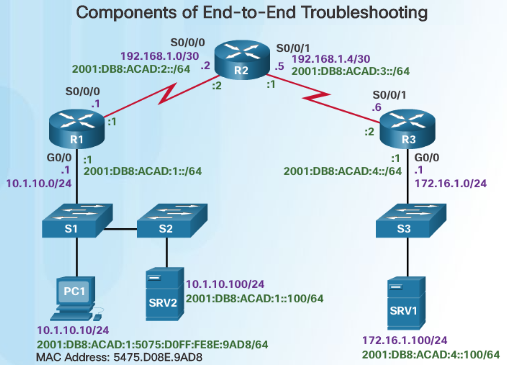 Components of End-to-End Troubleshooting
S0/0/0
S0/0/1
192.168.1.0/30
.2
R2
.5
192.168.1.4/30
2001:DB8:ACAD:2::/64
:2
:1
2001:DB8:ACAD:3::/64
S0/0/0
.1
:1
R1
S0/0/1
.6
:2
R3
G0/0
:1
.1
2001:DB8:ACAD:1::/64
10.1.10.0/24
:1
G0/0
2001:DB8:ACAD:4::/64
.1
172.16.1.0/24
S1
S2
S3
PC1
SRV2
10.1.10.100/24
2001:DB8:ACAD:1::100/64
SRV1
10.1.10.10/24
2001:DB8:ACAD:1:5075:D0FF:FE8E:9AD8/64
MAC Address: 5475.D08E.9AD8
172.16.1.100/24
2001:DB8:ACAD:4::100/64